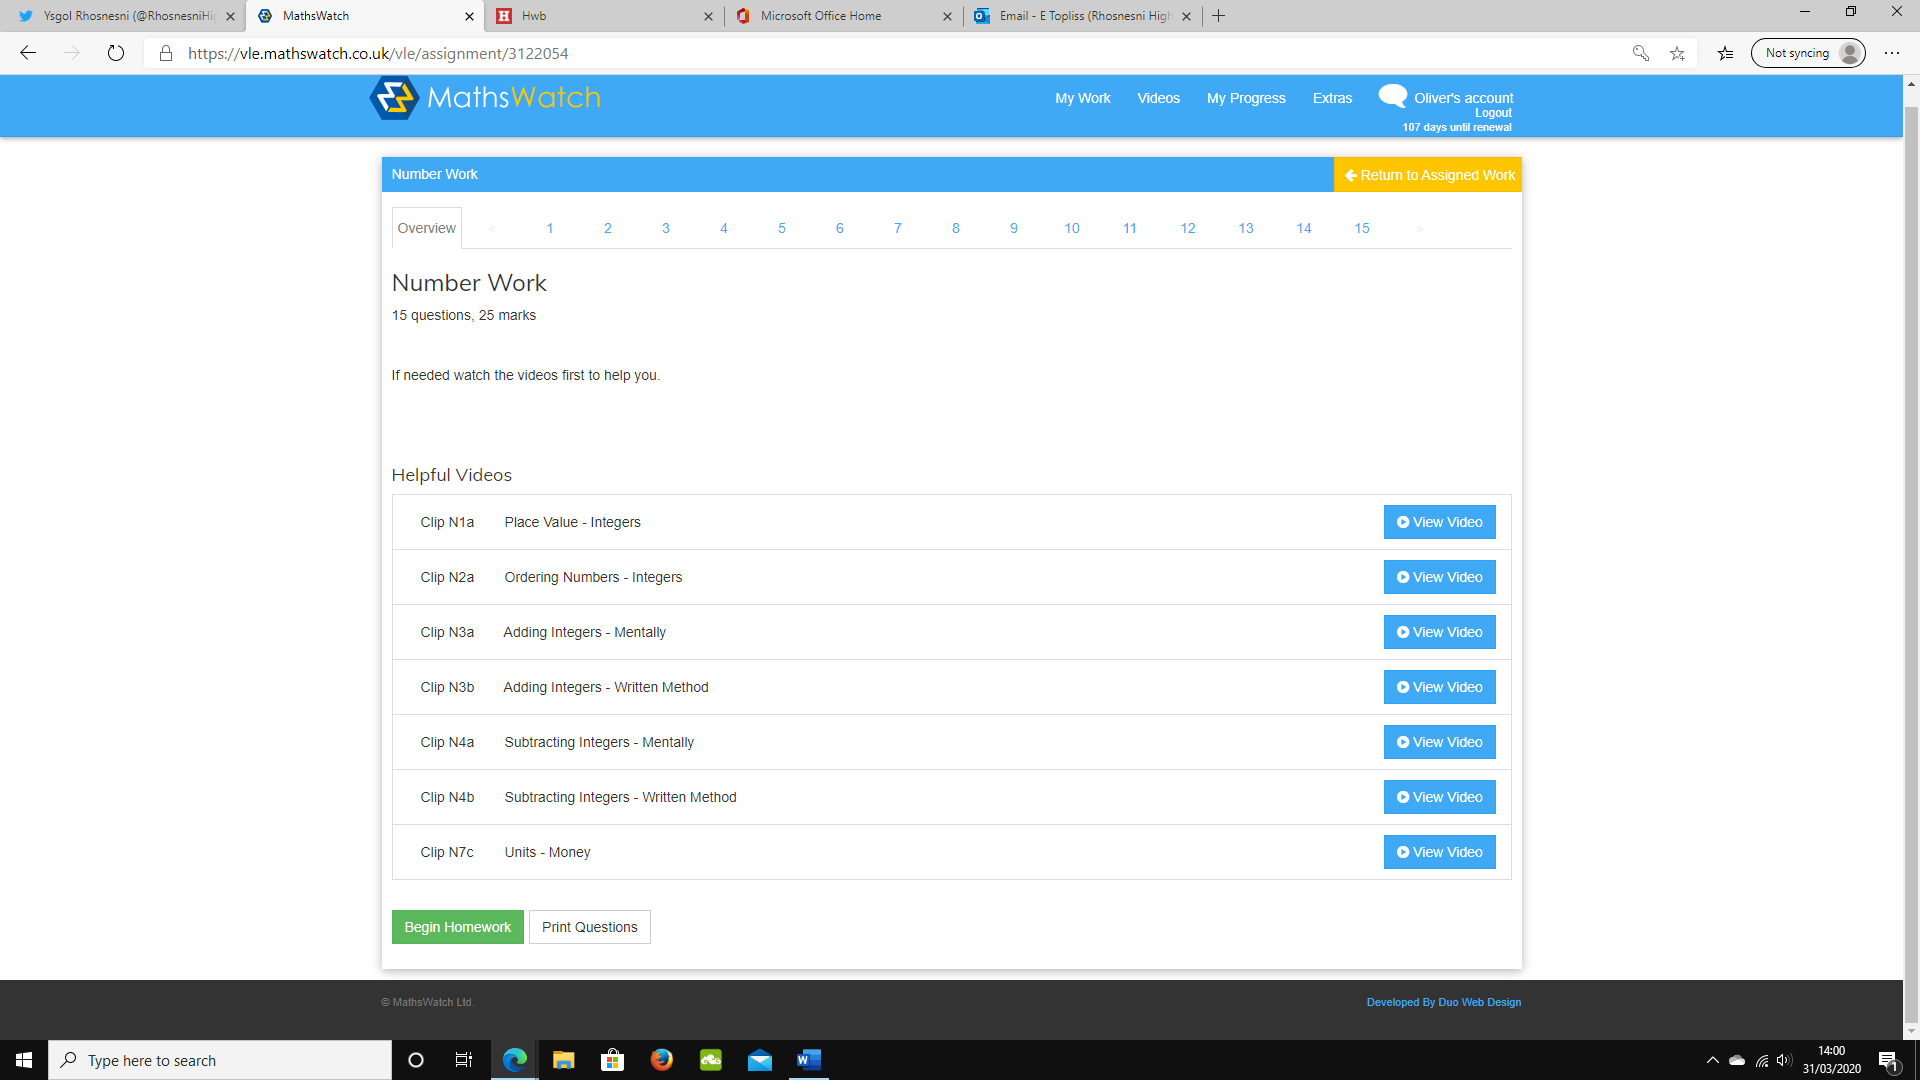 Ysgol Rhosnesni (@RhosnesniHi
MathsWatch
Hwb
Microsoft Office Home
Email - E Topliss (Rhosnesni High
https://vle.mathswatch.co.uk/vle/assignment/3122054
Not syncing
MathsWatch
My Work
Videos
My Progress
Extras
Oliver's account
Logout
107 days until renewal
Number Work
Return to Assigned Work
Overview « 1 2 3 4 5 6 7 8 9 10 11 12 13 14 15 »
Number Work
15 questions, 25 marks
If needed watch the videos first to help you.
Helpful Videos
Clip N1a Place Value - Integers View Video
Clip N2a Ordering Numbers - Integers View Video
Clip N3a Adding Integers - Mentally View Video
Clip N3b Adding Integers - Written Method View Video
Clip N4a Subtracting Integers - Mentally View Video
Clip N4b Subtracting Integers - Written Method View Video
Clip N7c Units - Money View Video
Begin Homework Print Questions
© MathsWatch Ltd.
Developed By Duo Web Design
Type here to search
14:00
31/03/2020
1